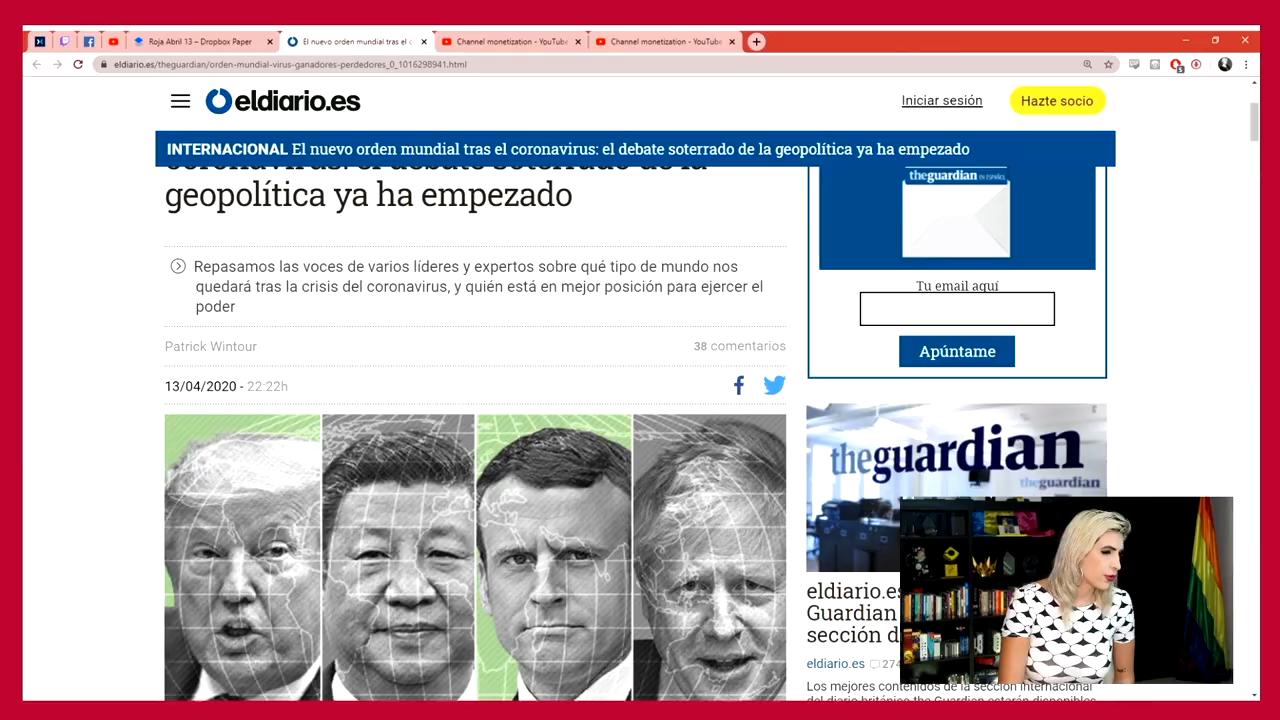 Roja Abril 13 – Dropbox Paper
El nuevo orden mundial tras el c
Channel monetization - YouTube
Channel monetization - YouTube
eldiario.es/theguardian/orden-mundial-virus-ganadores-perdedores_0_1016298941.html
5
eldiario.es
Iniciar sesión
Hazte socio
INTERNACIONAL El nuevo orden mundial tras el coronavirus: el debate soterrado de la geopolítica ya ha empezado
coronavirus: el debate soterrado de la
geopolítica ya ha empezado
Repasamos las voces de varios líderes y expertos sobre qué tipo de mundo nos
quedará tras la crisis del coronavirus, y quién está en mejor posición para ejercer el
poder
Patrick Wintour
38 comentarios
13/04/2020 - 22:22h
theguardian EN ESPAÑOL
Tu email aquí
Apúntame
theguardian
theguardian
eldiario.es
Guardian
sección d
eldiario.es
274
Los mejores contenidos de la sección internacional
del diario británico the Guardian estarán disponibles